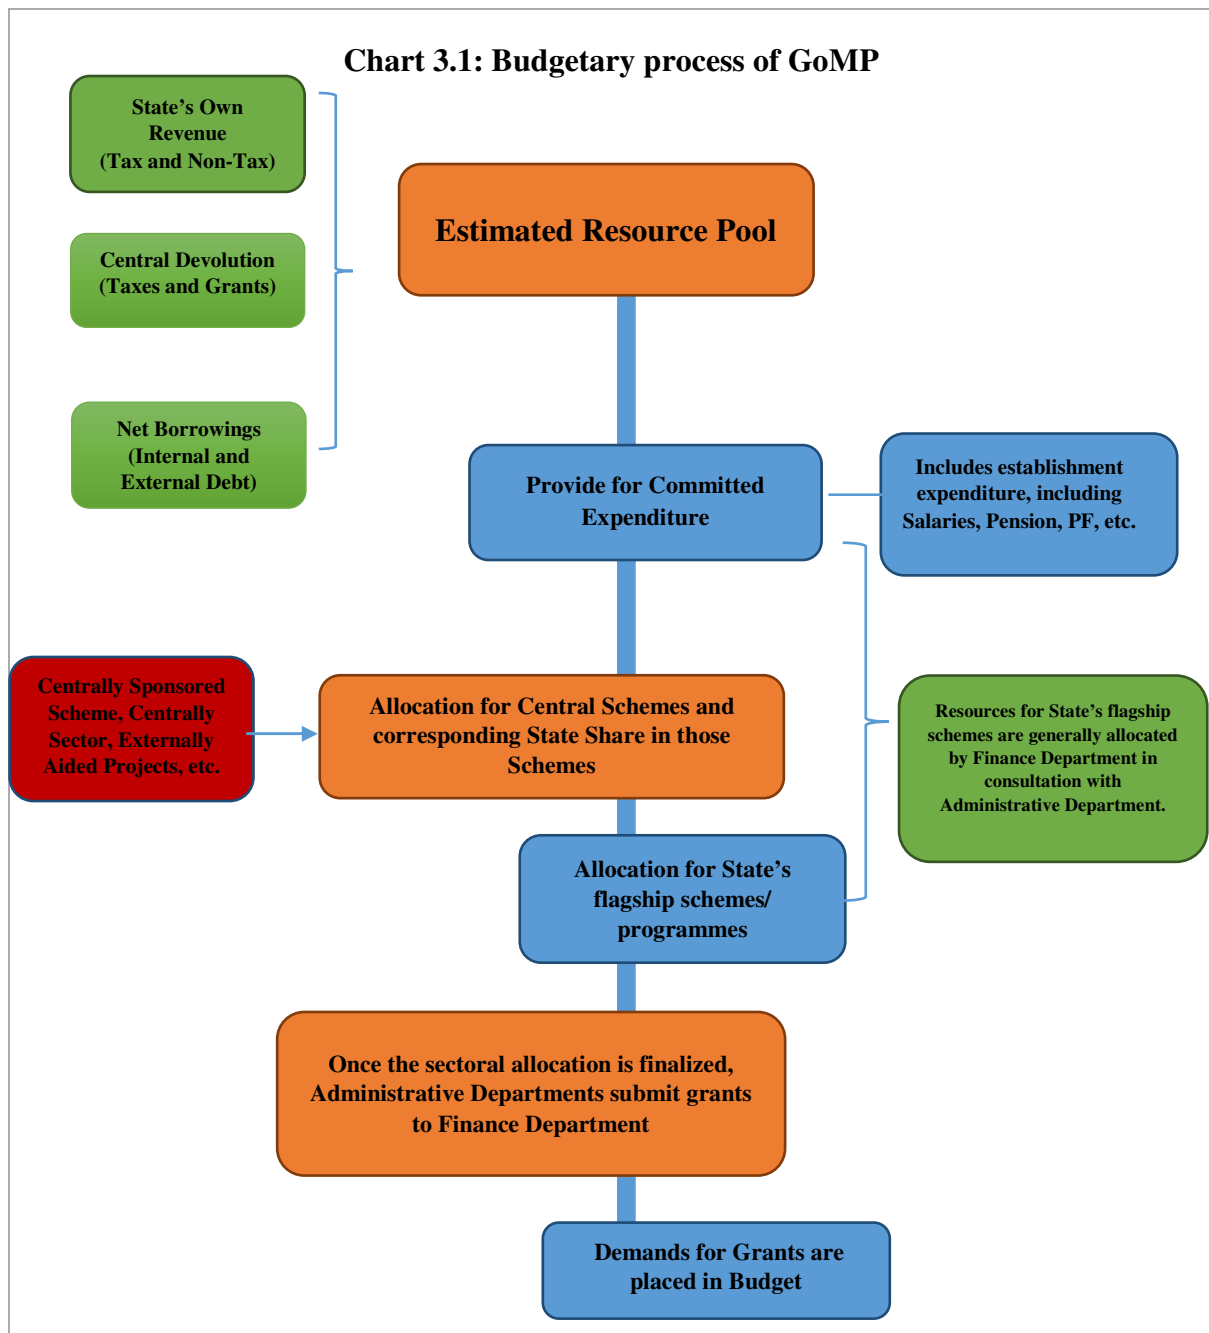 Chart 3.1: Budgetary process of GoMP
State’s Own
Revenue
(Tax and Non-Tax)
Estimated Resource Pool
Central Devolution
(Taxes and Grants)
Net Borrowings
(Internal and
External Debt)
Provide for Committed
Expenditure
Includes establishment
expenditure, including
Salaries, Pension, PF, etc.
Centrally Sponsored
Scheme, Centrally
Sector, Externally
Aided Projects, etc.
Allocation for Central Schemes and
corresponding State Share in those
Schemes
Resources for State’s flagship
schemes are generally allocated
by Finance Department in
consultation with
Administrative Department.
Allocation for State’s
flagship schemes/
programmes
Once the sectoral allocation is finalized,
Administrative Departments submit grants
to Finance Department
Demands for Grants are
placed in Budget